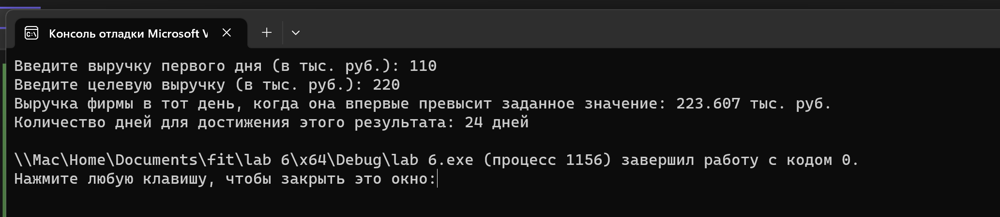 Консоль отладки Microsoft V
Введите выручку первого дня (в тыс. руб.): 110
Введите целевую выручку (в тыс. руб.): 220
Выручка фирмы в тот день, когда она впервые превысит заданное значение: 223.607 тыс. руб.
Количество дней для достижения этого результата: 24 дней
\\Mac\Home\Documents\fit\lab 6\x64\Debug\lab 6.exe (процесс 1156) завершил работу с кодом 0.
Нажмите любую клавишу, чтобы закрыть это окно: